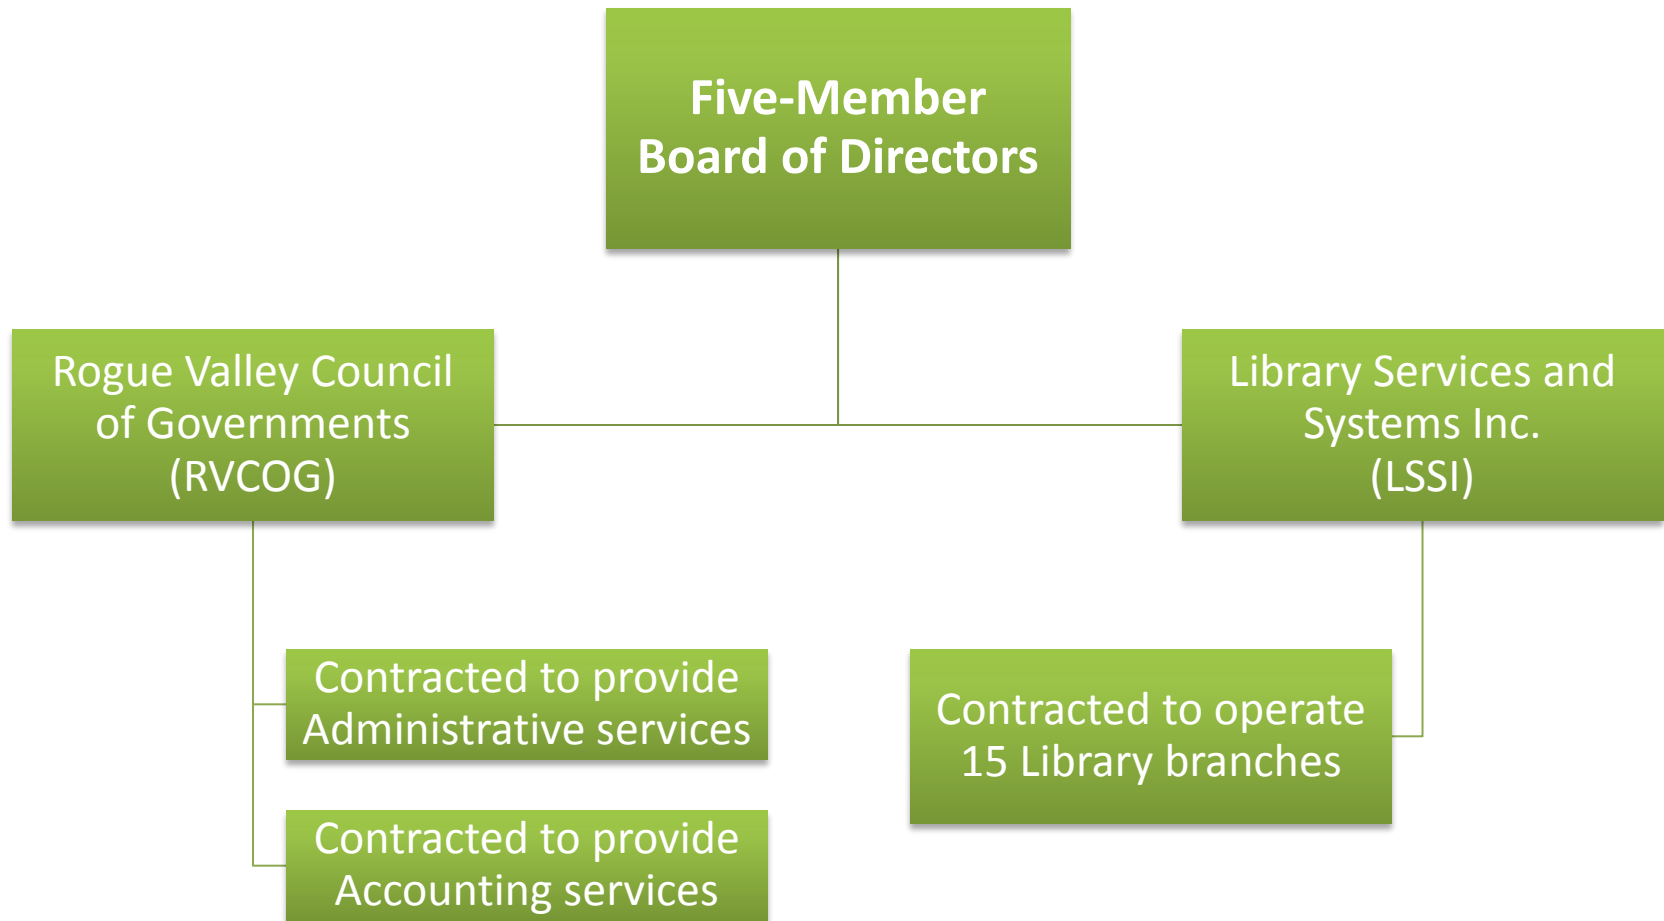 Five-Member
Board of Directors
Rogue Valley Council
of Governments
(RVCOG)
Library Services and
Systems Inc.
(LSSI)
Contracted to provide
Administrative services
Contracted to provide
Accounting services
Contracted to operate
15 Library branches